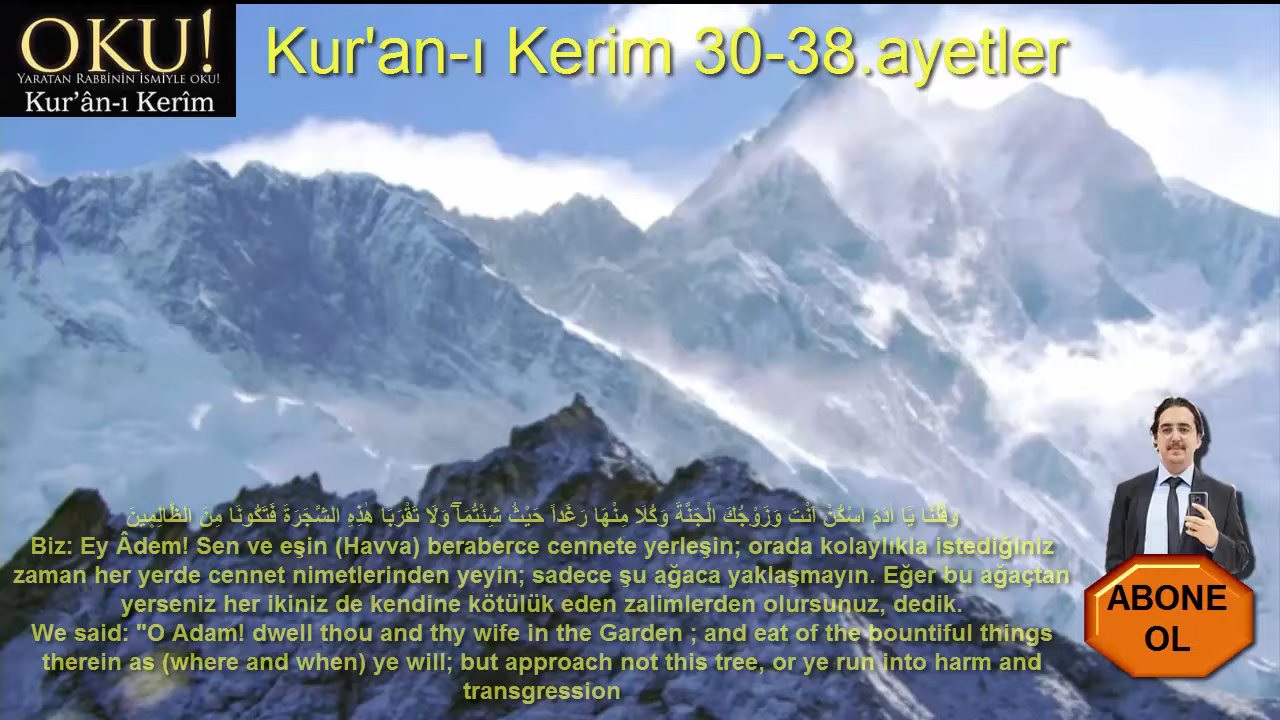 OKU!
YARATAN RABBİNİN İSMİYLE OKU!
Kur'ân-ı Kerîm
Kur'an-ı Kerim 30-38.ayetler
وَقُلْنَا يَٓا اٰدَمُ اسْكُنْ اَنْتَ وَزَوْجُكَ الْجَنَّةَ وَكُلَا مِنْهَا رَغَداً حَيْثُ شِئْتُمَاۖ وَلَا تَقْرَبَا هٰذِهِ الشَّجَرَةَ فَتَكُونَا مِنَ الظَّالِم۪ينَ
Biz: Ey Âdem! Sen ve eşin (Havva) beraberce cennete yerleşin; orada kolaylıkla istediğiniz
zaman her yerde cennet nimetlerinden yeyin; sadece şu ağaca yaklaşmayın. Eğer bu ağaçtan
yerseniz her ikiniz de kendine kötülük eden zalimlerden olursunuz, dedik.
We said: "O Adam! dwell thou and thy wife in the Garden ; and eat of the bountiful things
therein as (where and when) ye will; but approach not this tree, or ye run into harm and
transgression
ABONE
OL